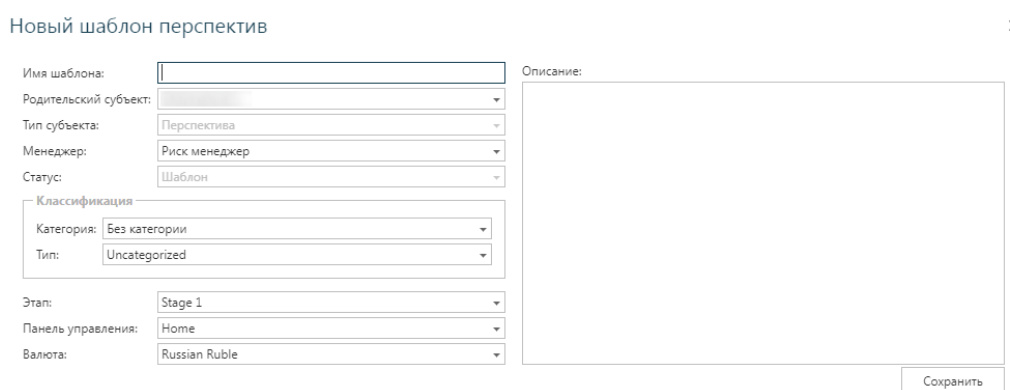 Новый шаблон перспектив
Имя шаблона:
Описание:
Родительский субъект:
Тип субъекта: Перспектива
Менеджер: Риск менеджер
Статус: Шаблон
Классификация
Категория: Без категории
Тип: Uncategorized
Этап: Stage 1
Панель управления: Home
Валюта: Russian Ruble
Сохранить